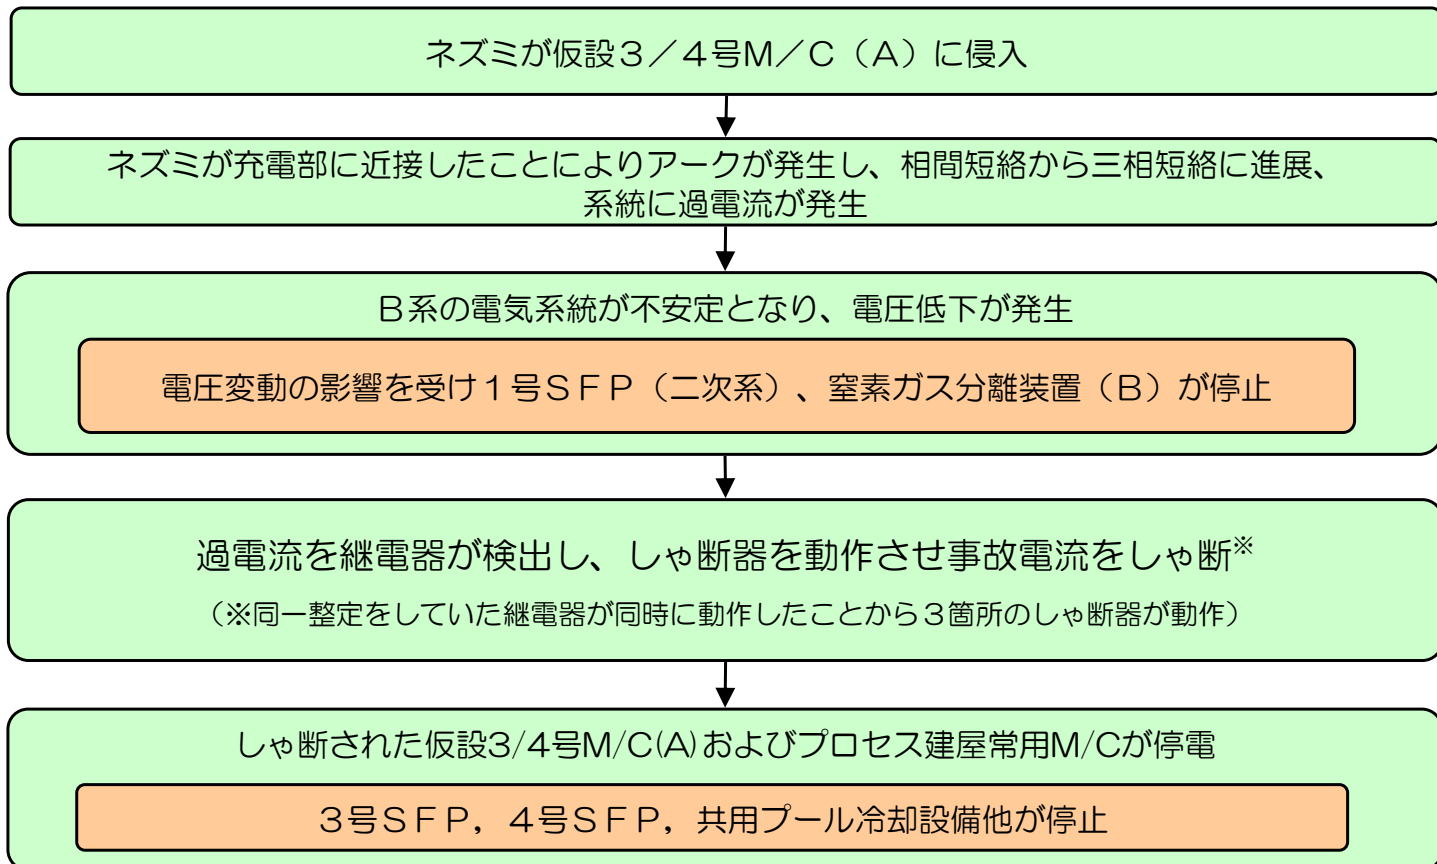 ネズミが仮設３／４号Ｍ／Ｃ（Ａ）に侵入
ネズミが充電部に近接したことによりアークが発生し、相間短絡から三相短絡に進展、
系統に過電流が発生
Ｂ系の電気系統が不安定となり、電圧低下が発生
電圧変動の影響を受け１号ＳＦＰ（二次系）、窒素ガス分離装置（Ｂ）が停止
過電流を継電器が検出し、しゃ断器を動作させ事故電流をしゃ断※
（※同一整定をしていた継電器が同時に動作したことから３箇所のしゃ断器が動作）
しゃ断された仮設3/4号M/C(A)およびプロセス建屋常用M/Cが停電
３号ＳＦＰ，４号ＳＦＰ，共用プール冷却設備他が停止